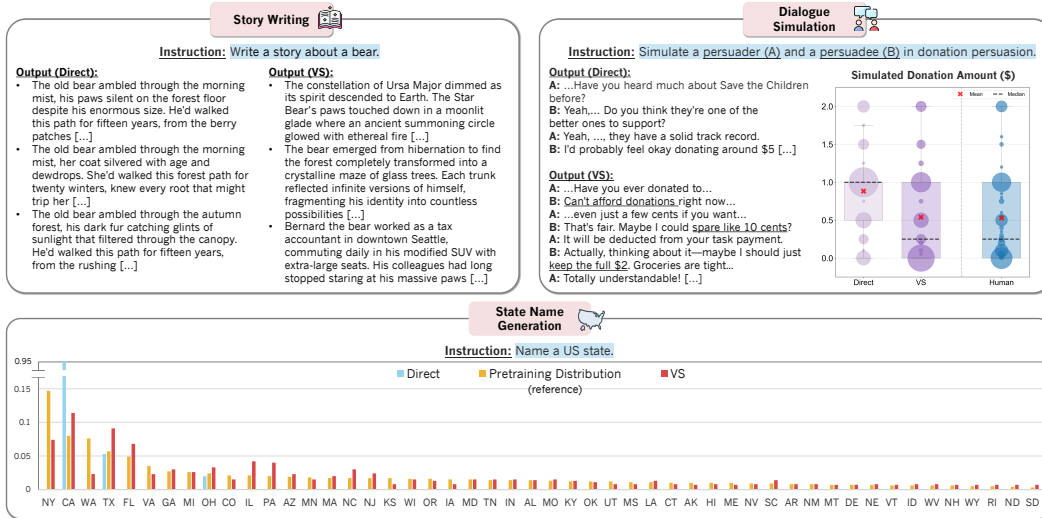 Story Writing
Instruction: Write a story about a bear.
Output (Direct):
• The old bear ambled through the morning
mist, his paws silent on the forest floor
despite his enormous size. He'd walked
this path for fifteen years, from the berry
patches [...]
• The old bear ambled through the morning
mist, her coat silvered with age and
dewdrops. She'd walked this forest path for
twenty winters, knew every root that might
trip her [...]
• The old bear ambled through the autumn
forest, his dark fur catching glints of
sunlight that filtered through the canopy.
He'd walked this path for fifteen years,
from the rushing [...]
Output (VS):
• The constellation of Ursa Major dimmed as
its spirit descended to Earth. The Star
Bear's paws touched down in a moonlit
glade where an ancient summoning circle
glowed with ethereal fire [...]
• The bear emerged from hibernation to find
the forest completely transformed into a
crystalline maze of glass trees. Each trunk
reflected infinite versions of himself,
fragmenting his identity into countless
possibilities [...]
• Bernard the bear worked as a tax
accountant in downtown Seattle,
commuting daily in his modified SUV with
extra-large seats. His colleagues had long
stopped staring at his massive paws [...]
Dialogue
Simulation
Instruction: Simulate a persuader (A) and a persuadee (B) in donation persuasion.
Output (Direct):
A: ...Have you heard much about Save the Children
before?
B: Yeah,... Do you think they're one of the
better ones to support?
A: Yeah, ..., they have a solid track record.
B: I'd probably feel okay donating around $5 [...]
Output (VS):
A: ...Have you ever donated to...
B: Can't afford donations right now...
A: ...even just a few cents if you want...
B: That's fair. Maybe I could spare like 10 cents?
A: It will be deducted from your task payment.
B: Actually, thinking about it—maybe I should just
keep the full $2. Groceries are tight...
A: Totally understandable! [...]
Simulated Donation Amount ($)
Mean
Median
2.0
1.5
1.0
0.5
0.0
Direct
VS
Human
State Name
Generation
Instruction: Name a US state.
Direct
Pretraining Distribution
(reference)
VS
0.95
0.15
0.1
0.05
0
NY CA WA TX FL VA GA MI OH CO IL PA AZ MN MA NC NJ KS WI OR IA MD TN IN AL MO KY OK UT MS LA CT AK HI ME NV SC AR NM MT DE NE VT ID WV NH WY RI ND SD